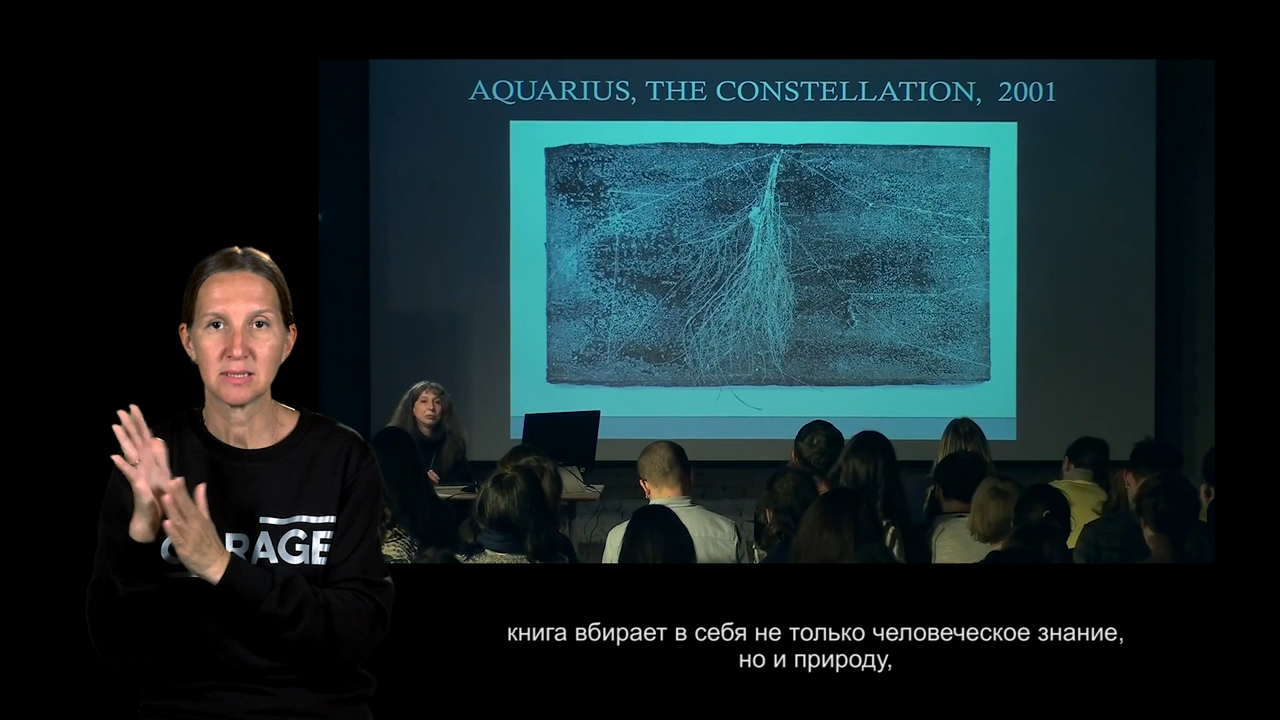 AQUARIUS, THE CONSTELLATION, 2001
GARAGE
книга вбирает в себя не только человеческое знание,
но и природу,